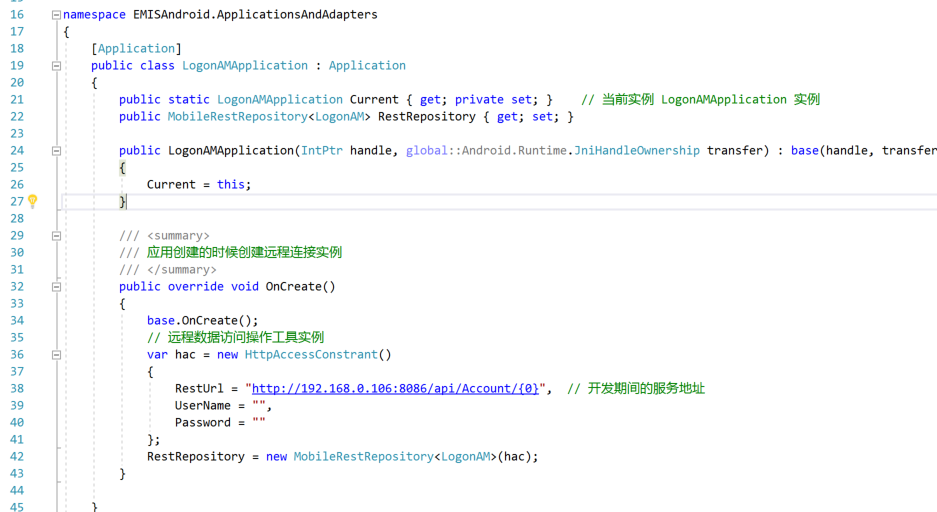 16 namespace EMISAndroid.ApplicationsAndAdapters
17 {
18 [Application]
19 public class LogonAMApplication : Application
20 {
21 public static LogonAMApplication Current { get; private set; } // 当前实例 LogonAMApplication 实例
22 public MobileRestRepository<LogonAM> RestRepository { get; set; }
23
24 public LogonAMApplication(IntPtr handle, global::Android.Runtime.JniHandleOwnership transfer) : base(handle, transfer
25 {
26 Current = this;
27 }
28
29 /// <summary>
30 /// 应用创建的时候创建远程连接实例
31 /// </summary>
32 public override void OnCreate()
33 {
34 base.OnCreate();
35 // 远程数据访问操作工具实例
36 var hac = new HttpAccessConstrant()
37 {
38 RestUrl = "http://192.168.0.106:8086/api/Account/{0}", // 开发期间的服务地址
39 UserName = "",
40 Password = ""
41 };
42 RestRepository = new MobileRestRepository<LogonAM>(hac);
43 }
44
45 }